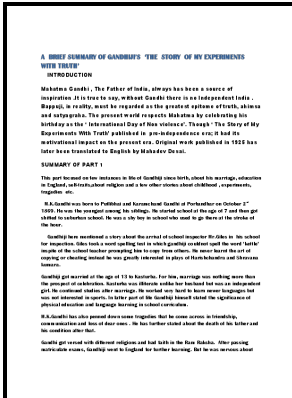 A BRIEF SUMMARY OF GANDHIJI'S 'THE STORY OF MY EXPERIMENTS
WITH TRUTH'
INTRODUCTION
Mahatma Gandhi , The Father of India, always has been a source of
inspiration .It is true to say, without Gandhi there is no Independent India .
Bappuji, in reality, must be regarded as the greatest epitome of truth, ahimsa
and satyagraha. The present world respects Mahatma by celebrating his
birthday as the ' International Day of Non violence'. Though ' The Story of My
Experiments With Truth' published in pre-independence era; it had its
motivational impact on the present era. Original work published in 1925 has
later been translated to English by Mahadev Desai.
SUMMARY OF PART 1
This part focused on few instances in life of Gandhiji since birth, about his marriage, education
in England, self-traits,about religion and a few other stories about childhood , experiments,
tragedies etc.
M.K.Gandhi was born to Putlibhai and Karamchand Gandhi at Porbandhar on October 2
1869. He was the youngest among his siblings. He started school at the age of 7 and then got
shifted to suburban school. He was a shy boy in school who used to go there at the stroke of
the hour.
Gandhiji here mentioned a story about the arrival of school inspector Mr.Giles in his school
for inspection. Giles took a word spelling test in which gandhiji couldnt spell the word 'kettle'
inspite of the school teacher prompting him to copy from others. He never learnt the art of
copying or cheating instead he was greatly interested in plays of Harishchandra and Shravana
kumara.
Gandhiji got married at the age of 13 to Kasturba. For him, marriage was nothing more than
the prospect of celebration. Kasturba was illiterate unlike her husband but was an independent
girl. He continued studies after marriage. He worked very hard to learn never languages but
was not interested in sports. In latter part of life Gandhiji himself stated the significance of
physical education and language learning in school curriculum.
M.K.Gandhi has also penned down some tragedies that he come across in friendship,
communication and loss of dear ones . He has further stated about the death of his father and
his condition after that.
Gandhi got versed with different religions and had faith in the Ram Raksha. After passing
matriculate exams, Gandhiji went to England for further learning. But he was nervous about